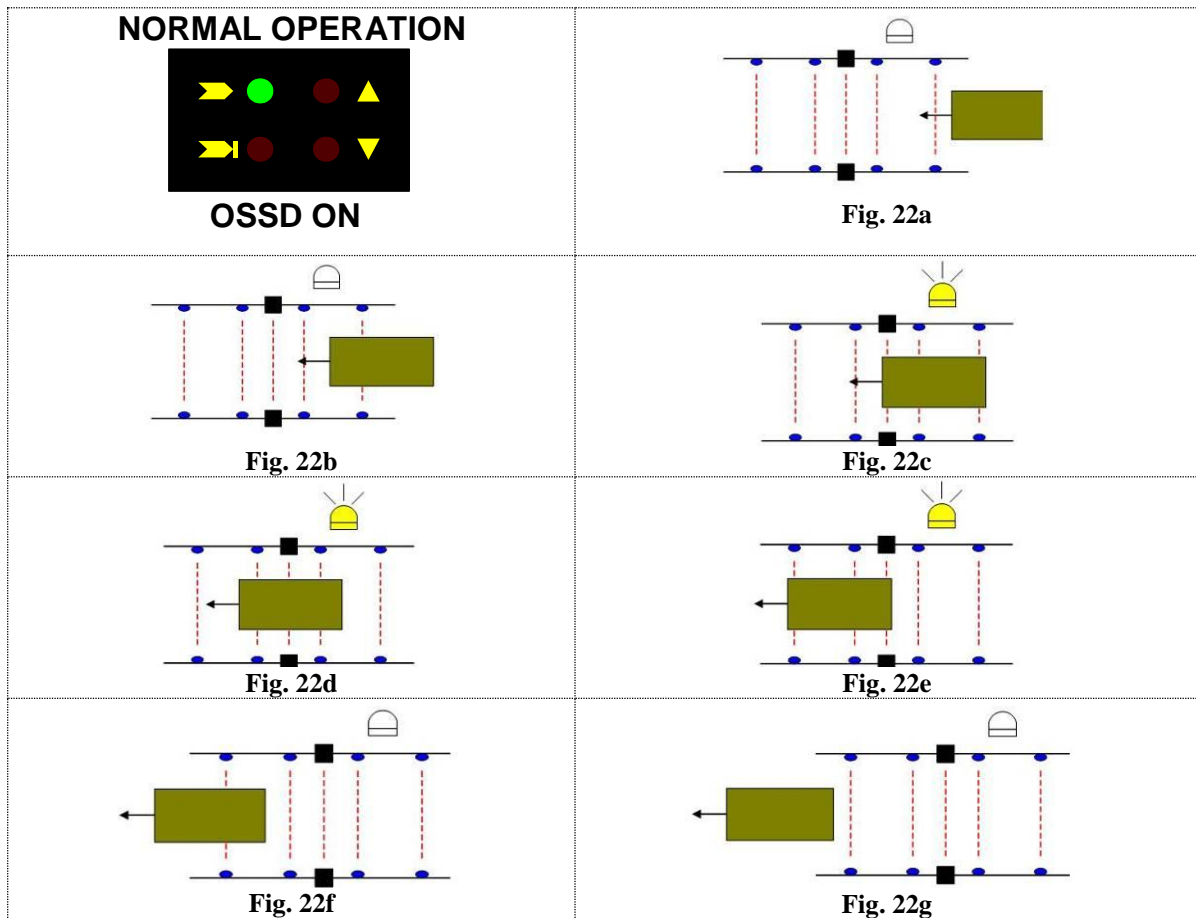 NORMAL OPERATION
OSSD ON
Fig. 22a
Fig. 22b
Fig. 22c
Fig. 22d
Fig. 22e
Fig. 22f
Fig. 22g